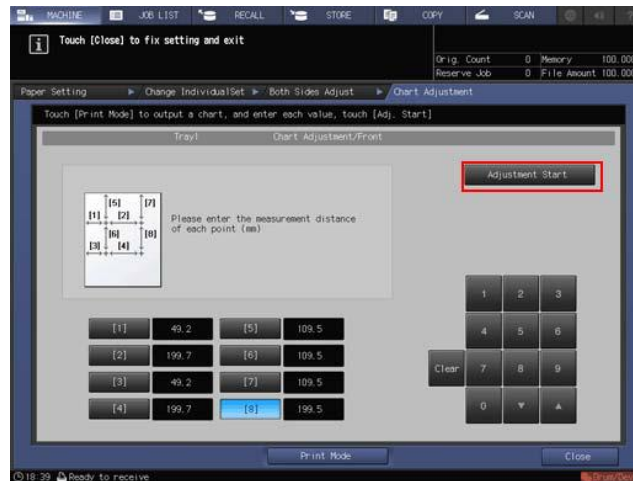 MACHINE JOB LIST RECALL STORE COPY SCAN
Touch [Close] to fix setting and exit
Orig. Count 0 Memory 100.00
Reserve Job 0 File Amount 100.00
Paper Setting Change IndividualSet Both Sides Adjust Chart Adjustment
Touch [Print Mode] to output a chart, and enter each value, touch [Adj. Start]
Tray1 Chart Adjustment/Front
Adjustment Start
[5] [7]
[1] [2]
Please enter the measurement distance
of each point (mm)
[6] [8]
[3] [4]
1 2 3
[1] 49.2 [5] 109.5
4 5 6
[2] 199.7 [6] 109.5
Clear 7 8 9
[3] 49.2 [7] 109.5
[4] 199.7 [8] 199.5
0 ▼ ▲
Print Mode Close
18:39 Ready to receive Drum/Dev